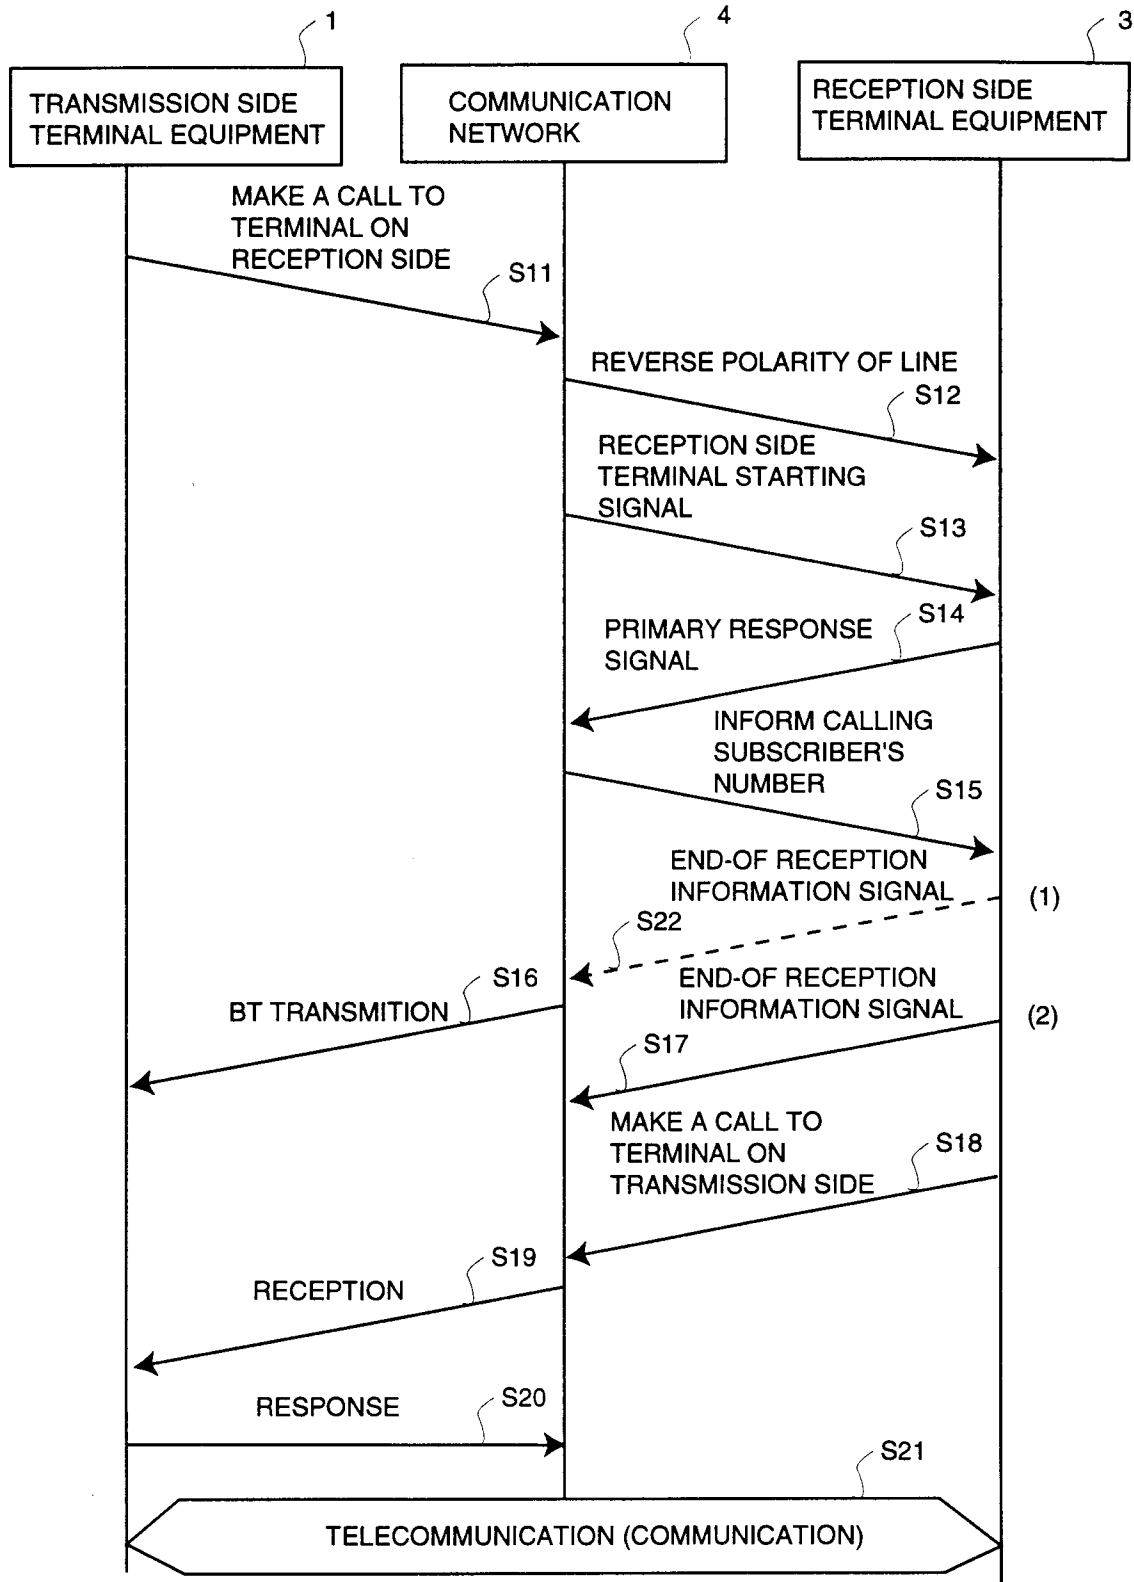 1
4
3
TRANSMISSION SIDE
TERMINAL EQUIPMENT
COMMUNICATION
NETWORK
RECEPTION SIDE
TERMINAL EQUIPMENT
MAKE A CALL TO
TERMINAL ON
RECEPTION SIDE
S11
REVERSE POLARITY OF LINE
S12
RECEPTION SIDE
TERMINAL STARTING
SIGNAL
S13
S14
PRIMARY RESPONSE
SIGNAL
INFORM CALLING
SUBSCRIBER'S
NUMBER
S15
END-OF RECEPTION
INFORMATION SIGNAL
(1)
S22
S16
BT TRANSMITION
END-OF RECEPTION
INFORMATION SIGNAL
(2)
S17
MAKE A CALL TO
TERMINAL ON
TRANSMISSION SIDE
S18
S19
RECEPTION
S20
RESPONSE
S21
TELECOMMUNICATION (COMMUNICATION)